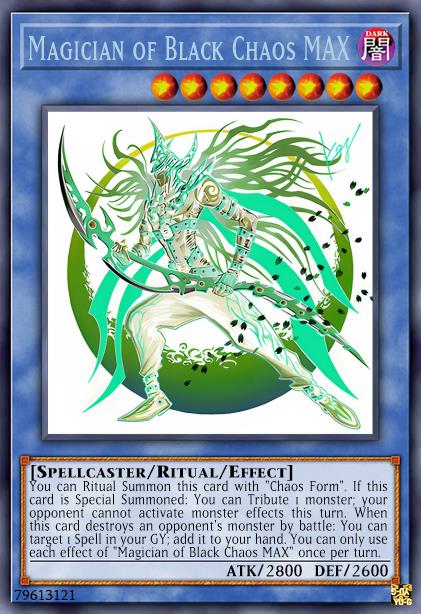 Magician of Black Chaos MAX
DARK
闇
[Spellcaster/Ritual/Effect]
You can Ritual Summon this card with "Chaos Form". If this
card is Special Summoned: You can Tribute 1 monster; your
opponent cannot activate monster effects this turn. When
this card destroys an opponent's monster by battle: You can
target 1 Spell in your GY; add it to your hand. You can only use
each effect of "Magician of Black Chaos MAX" once per turn.
ATK/2800 DEF/2600
79613121